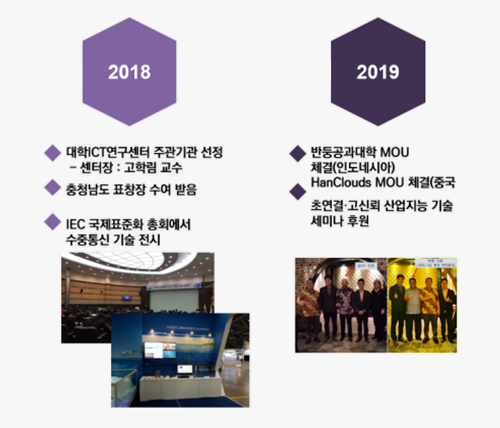 2018
대학ICT연구센터 주관기관 선정
– 센터장 : 고학림 교수
충청남도 표창장 수여 받음
IEC 국제표준화 총회에서
수중통신 기술 전시
2019
반둥공과대학 MOU
체결(인도네시아)
HanClouds MOU 체결(중국
초연결·고신뢰 산업지능 기술
세미나 후원